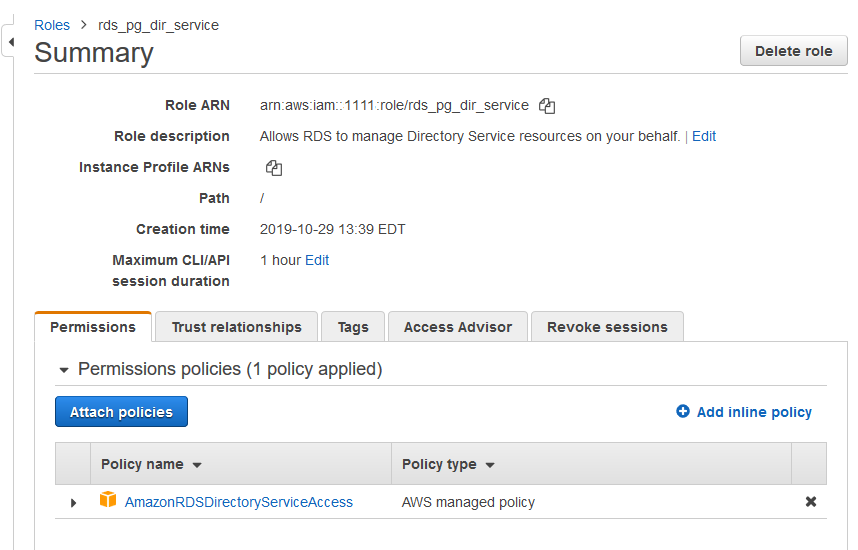 Roles > rds_pg_dir_service
Summary
Delete role
Role ARN arn:aws:iam::1111:role/rds_pg_dir_service
Role description Allows RDS to manage Directory Service resources on your behalf. | Edit
Instance Profile ARNs
Path /
Creation time 2019-10-29 13:39 EDT
Maximum CLI/API 1 hour Edit
session duration
Permissions Trust relationships Tags Access Advisor Revoke sessions
Permissions policies (1 policy applied)
Attach policies Add inline policy
Policy name Policy type
AmazonRDSDirectoryServiceAccess AWS managed policy